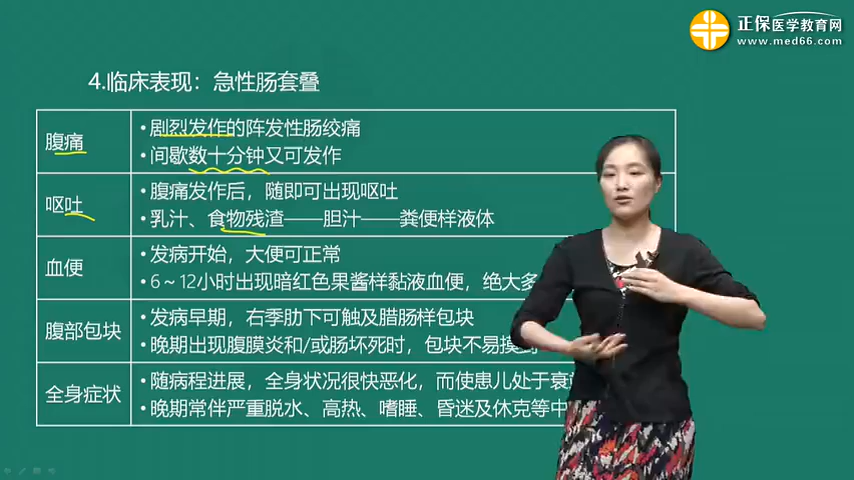 正保医学教育网
www.med66.com
4.临床表现：急性肠套叠
腹痛
•剧烈发作的阵发性肠绞痛
•间歇数十分钟又可发作
呕吐
•腹痛发作后，随即可出现呕吐
•乳汁、食物残渣——胆汁——粪便样液体
血便
•发病开始，大便可正常
•6～12小时出现暗红色果酱样黏液血便，绝大多
腹部包块
•发病早期，右季肋下可触及腊肠样包块
•晚期出现腹膜炎和/或肠坏死时，包块不易摸到
全身症状
•随病程进展，全身状况很快恶化，而使患儿处于衰
•晚期常伴严重脱水、高热、嗜睡、昏迷及休克等中